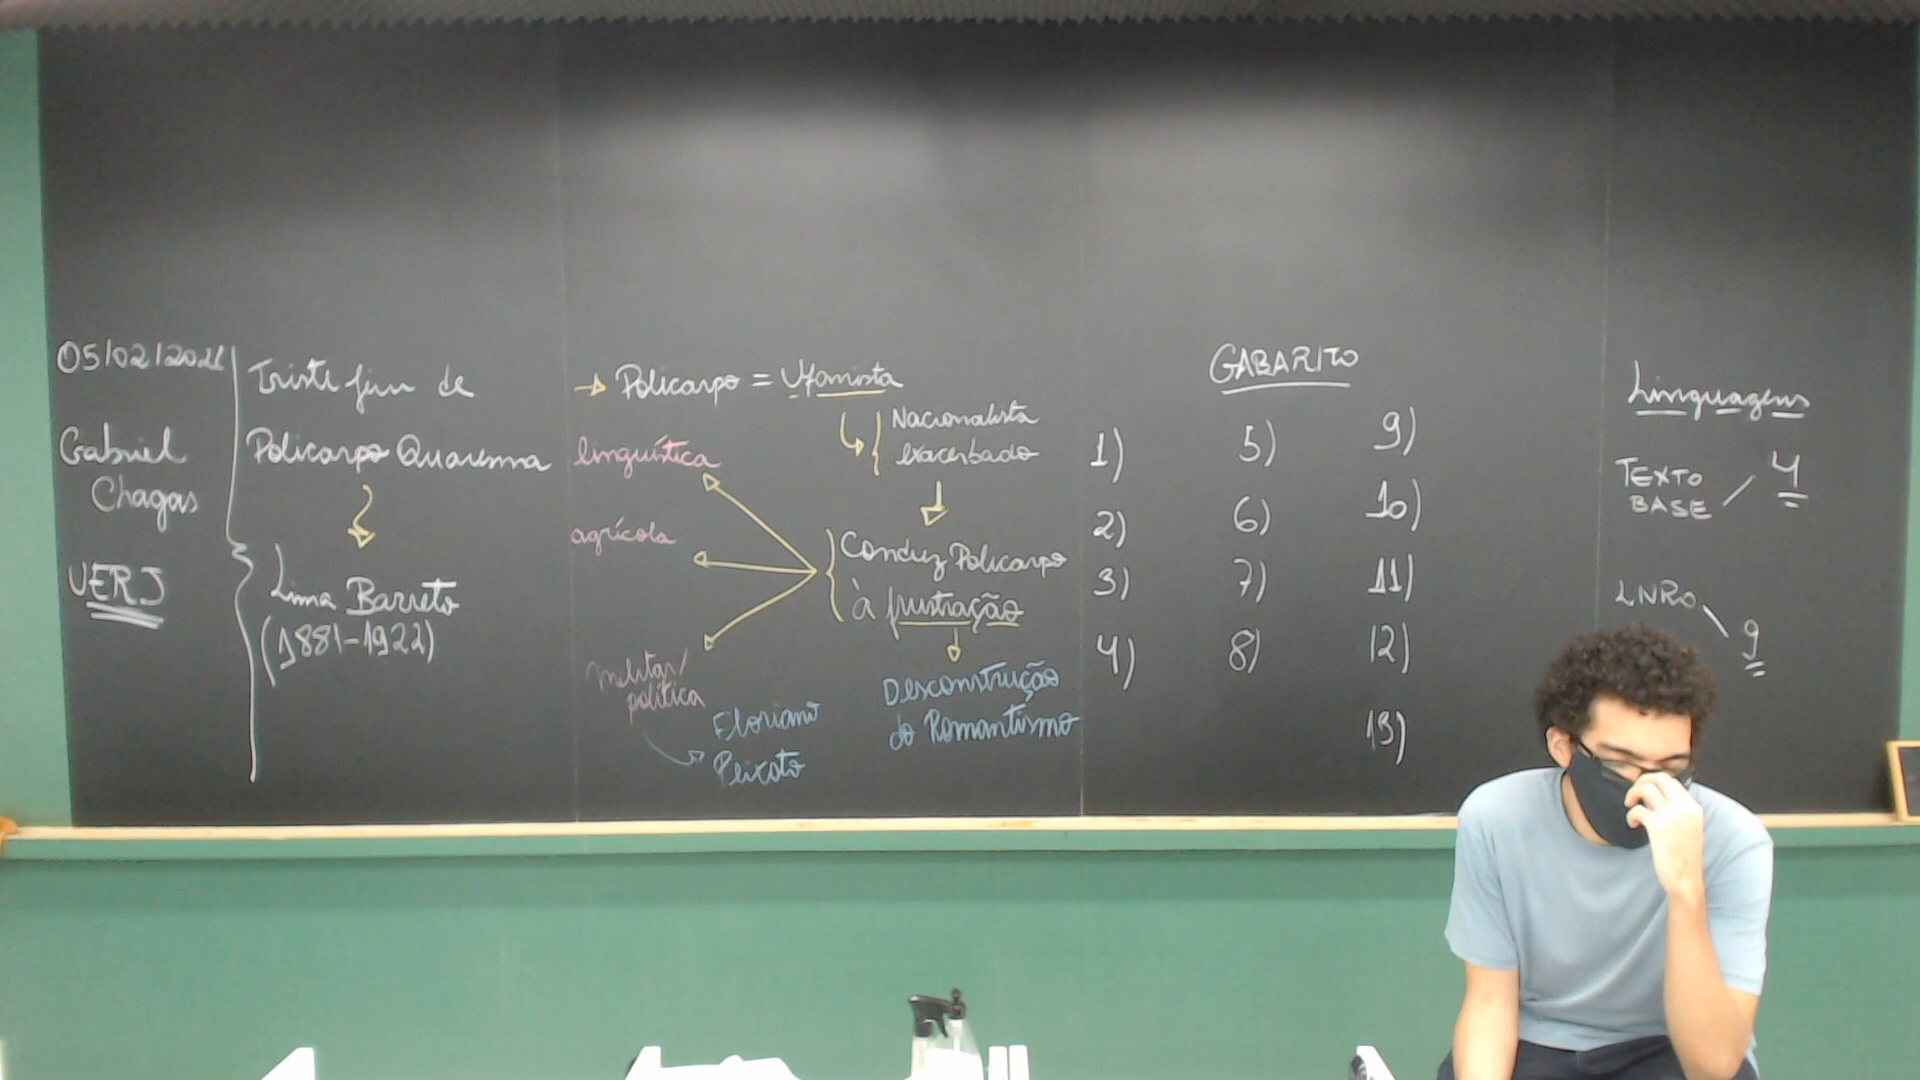 05/02/2021
Gabriel
Chagas
UERJ
Triste fim de
Policarpo Quaresma
Lima Barreto
(1881-1922)
→ Policarpo = Ufanista
Nacionalista
exacerbado
Conduz Policarpo
à frustração
Desconstrução
do Romantismo
linguística
agrícola
militar/
política
Floriano
Peixoto
GABARITO
1)
2)
3)
4)
5)
6)
7)
8)
9)
10)
11)
12)
13)
Linguagens
TEXTO
BASE
4
LIVRO
9